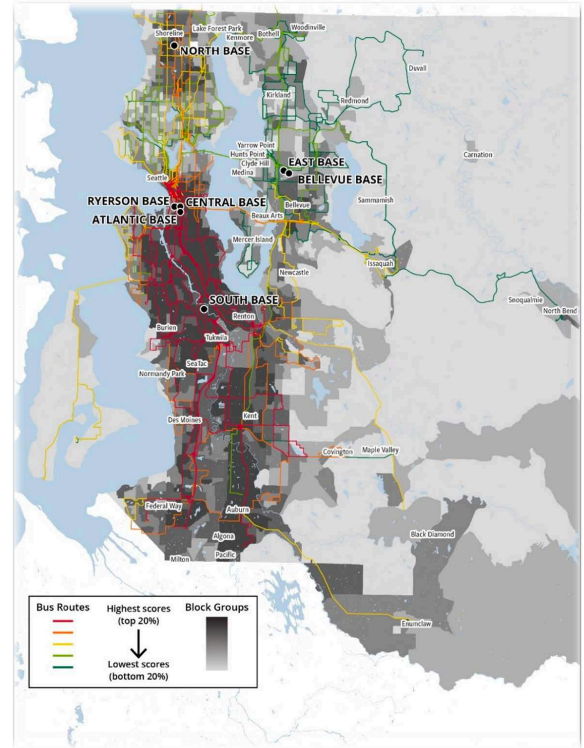 Woodinville
Lake Forest Park
Shoreline
Kenmore
Bothell
NORTH BASE
Duvall
Kirkland
Redmond
Carnation
Yarrow Point
Hunts Point
Clyde Hill
Medina
EAST BASE
BELLEVUE BASE
Seattle
Sammamish
RYERSON BASE
CENTRAL BASE
ATLANTIC BASE
Bellevue
Beaux Arts
Mercer Island
Issaquah
Newcastle
SOUTH BASE
Snoqualmie
North Bend
Renton
Burien
Tukwila
SeaTac
Normandy Park
Des Moines
Kent
Covington
Maple Valley
Federal Way
Auburn
Black Diamond
Algona
Pacific
Milton
Enumclaw
Bus Routes
Highest scores
(top 20%)
Lowest scores
(bottom 20%)
Block Groups